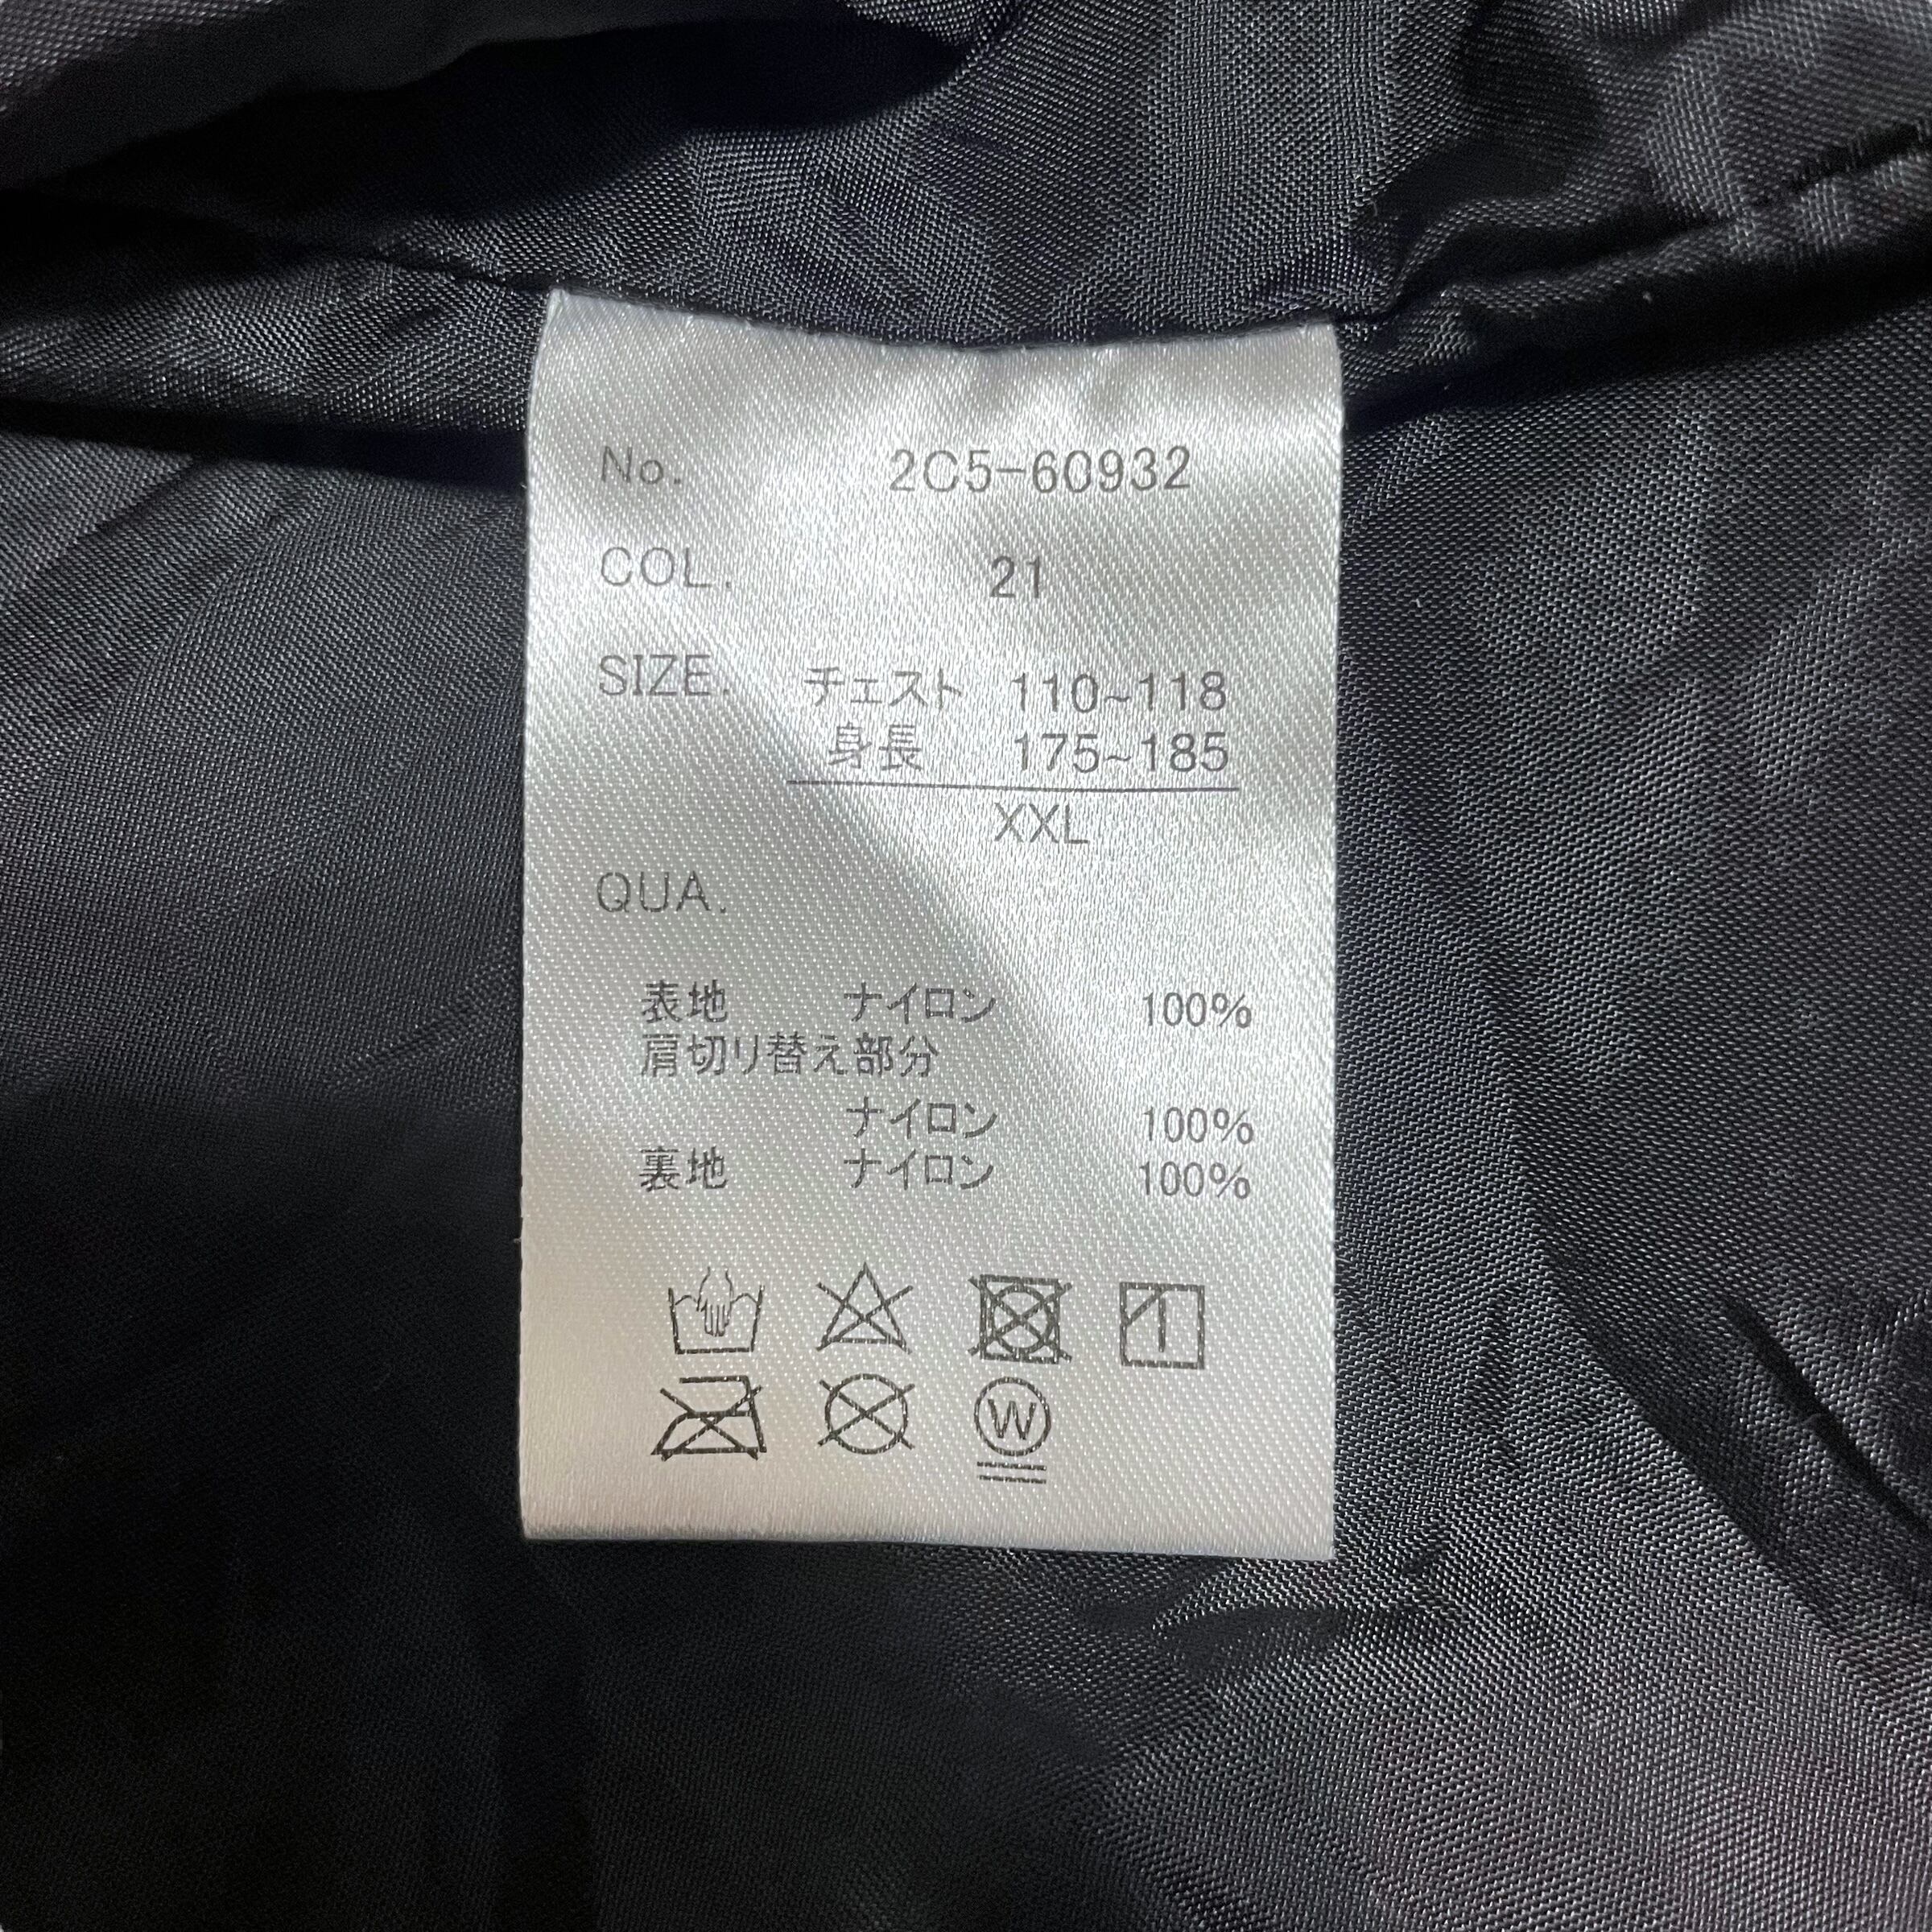 No. 2C5-60932
COL. 21
SIZE. チェスト 110~118
身長 175~185
XXL
QUA.
表地 ナイロン 100%
肩切り替え部分
ナイロン 100%
裏地 ナイロン 100%
W